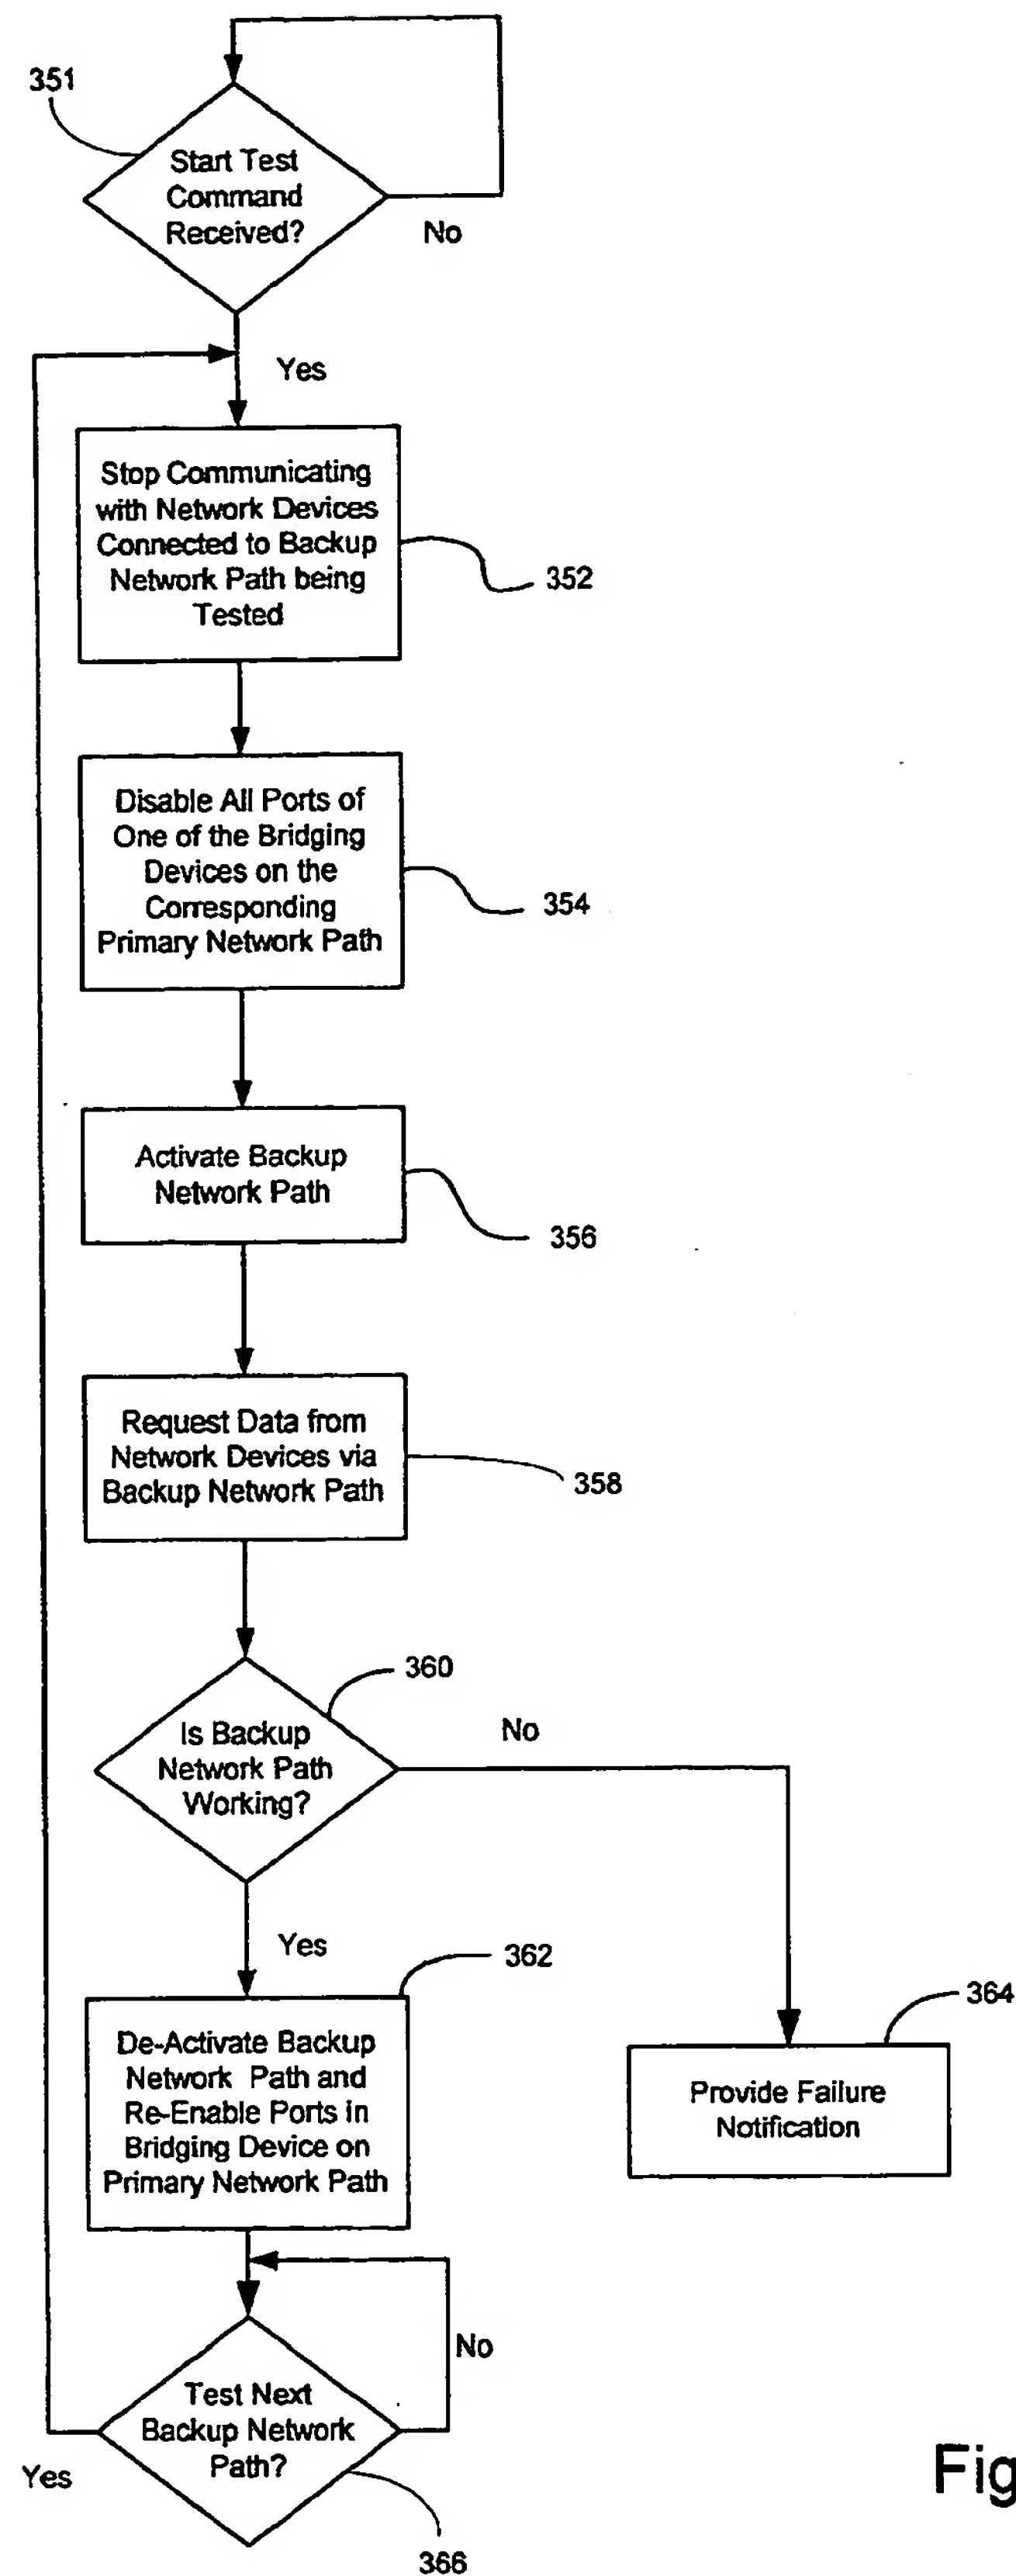 351
Start Test
Command
Received?
No
Yes
Stop Communicating
with Network Devices
Connected to Backup
Network Path being
Tested
352
Disable All Ports of
One of the Bridging
Devices on the
Corresponding
Primary Network Path
354
Activate Backup
Network Path
356
Request Data from
Network Devices via
Backup Network Path
358
360
Is Backup
Network Path
Working?
No
Yes
362
De-Activate Backup
Network Path and
Re-Enable Ports in
Bridging Device on
Primary Network Path
364
Provide Failure
Notification
No
Test Next
Backup Network
Path?
Yes
Fig
366